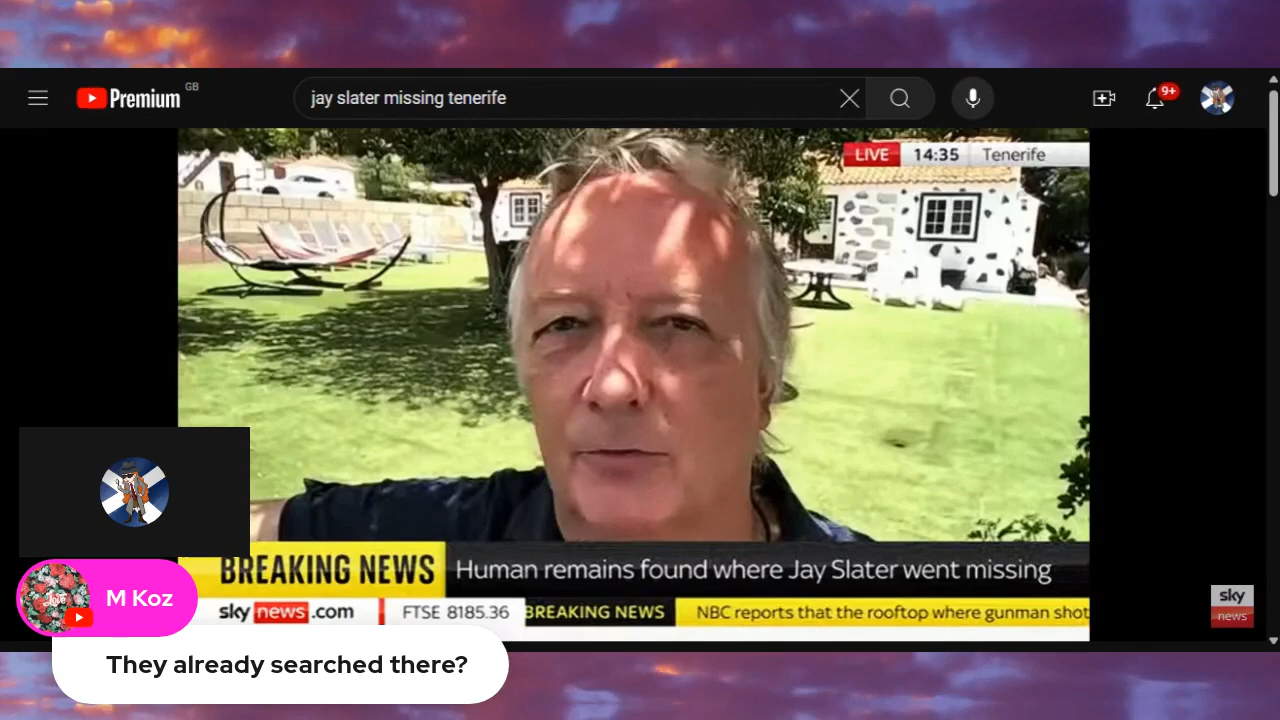 Premium GB
jay slater missing tenerife
9+
LIVE 14:35 Tenerife
BREAKING NEWS Human remains found where Jay Slater went missing
sky news.com FTSE 8185.36 BREAKING NEWS NBC reports that the rooftop where gunman shot
sky
news
Love
M Koz
They already searched there?